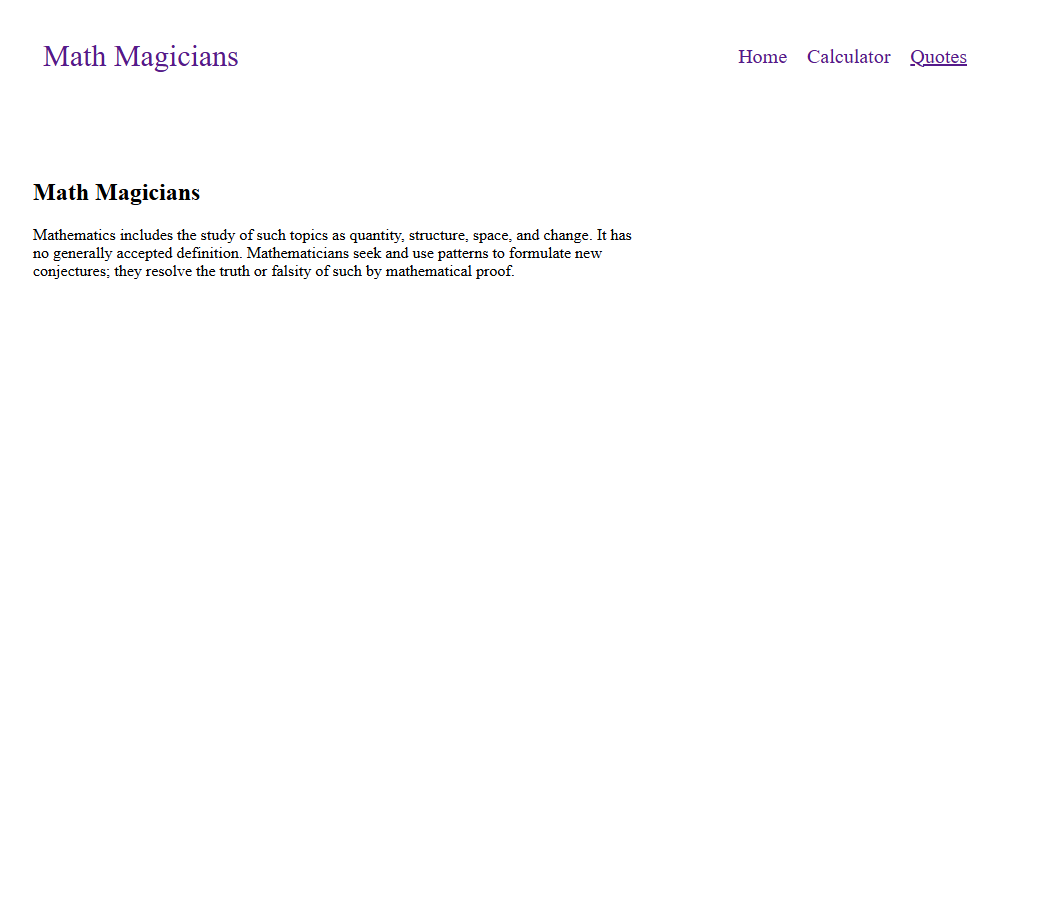 Math Magicians
Home Calculator Quotes
Math Magicians
Mathematics includes the study of such topics as quantity, structure, space, and change. It has
no generally accepted definition. Mathematicians seek and use patterns to formulate new
conjectures; they resolve the truth or falsity of such by mathematical proof.